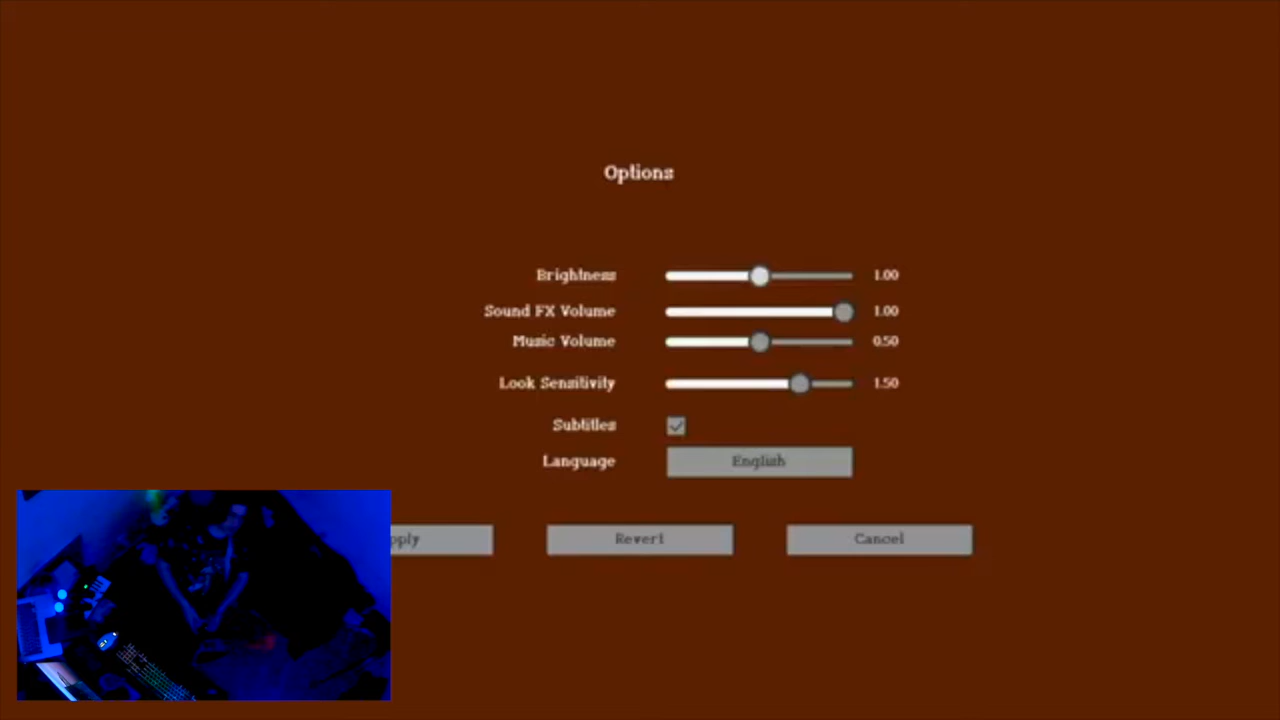 Options
Brightness 1.00
Sound FX Volume 1.00
Music Volume 0.50
Look Sensitivity 1.50
Subtitles
Language English
pply Revert Cancel